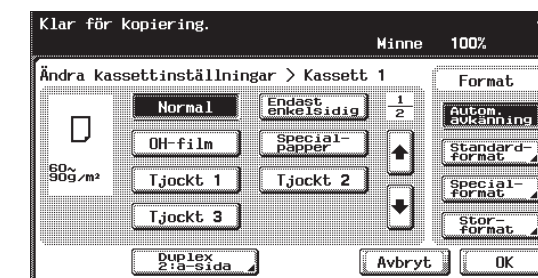 Klar för kopiering.
Minne 100%
Ändra kassettinställningar > Kassett 1
Format
Normal
Endast
enkelsidig
1
2
Autom.
avkänning
OH-film
Special-
papper
Standard-
format
60~
90g/m²
Tjockt 1
Tjockt 2
Special-
format
Tjockt 3
Stor-
format
Duplex
2:a-sida
Avbryt
OK